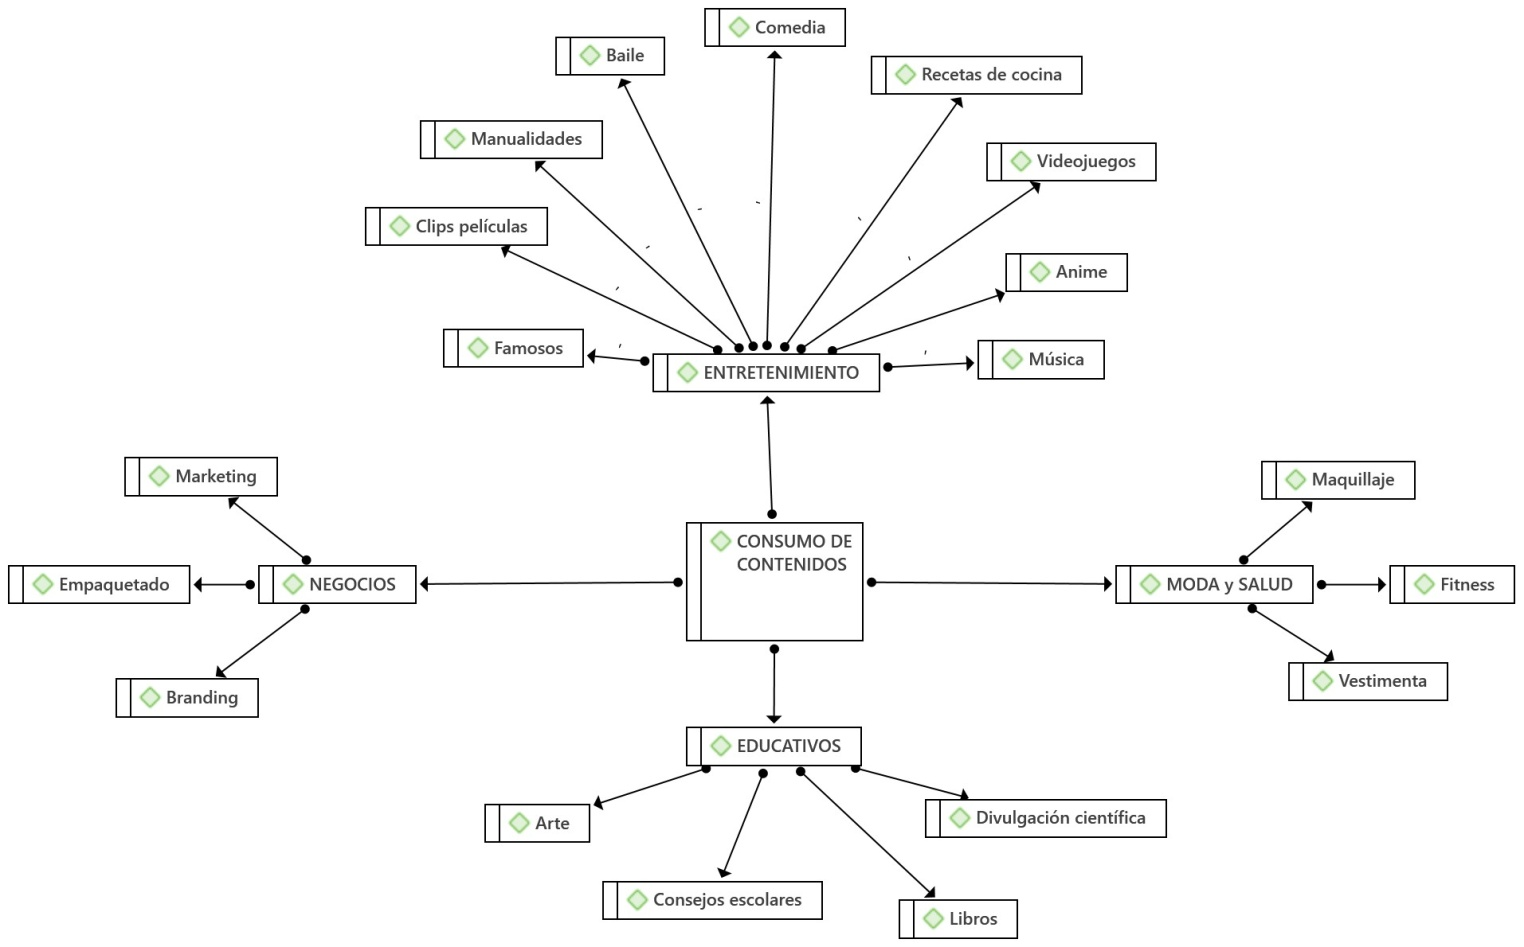 Comedia
Baile
Recetas de cocina
Manualidades
Videojuegos
Clips películas
Anime
Famosos
Música
ENTRETENIMIENTO
Marketing
Maquillaje
CONSUMO DE
CONTENIDOS
Empaquetado
NEGOCIOS
MODA y SALUD
Fitness
Branding
Vestimenta
EDUCATIVOS
Arte
Divulgación científica
Consejos escolares
Libros